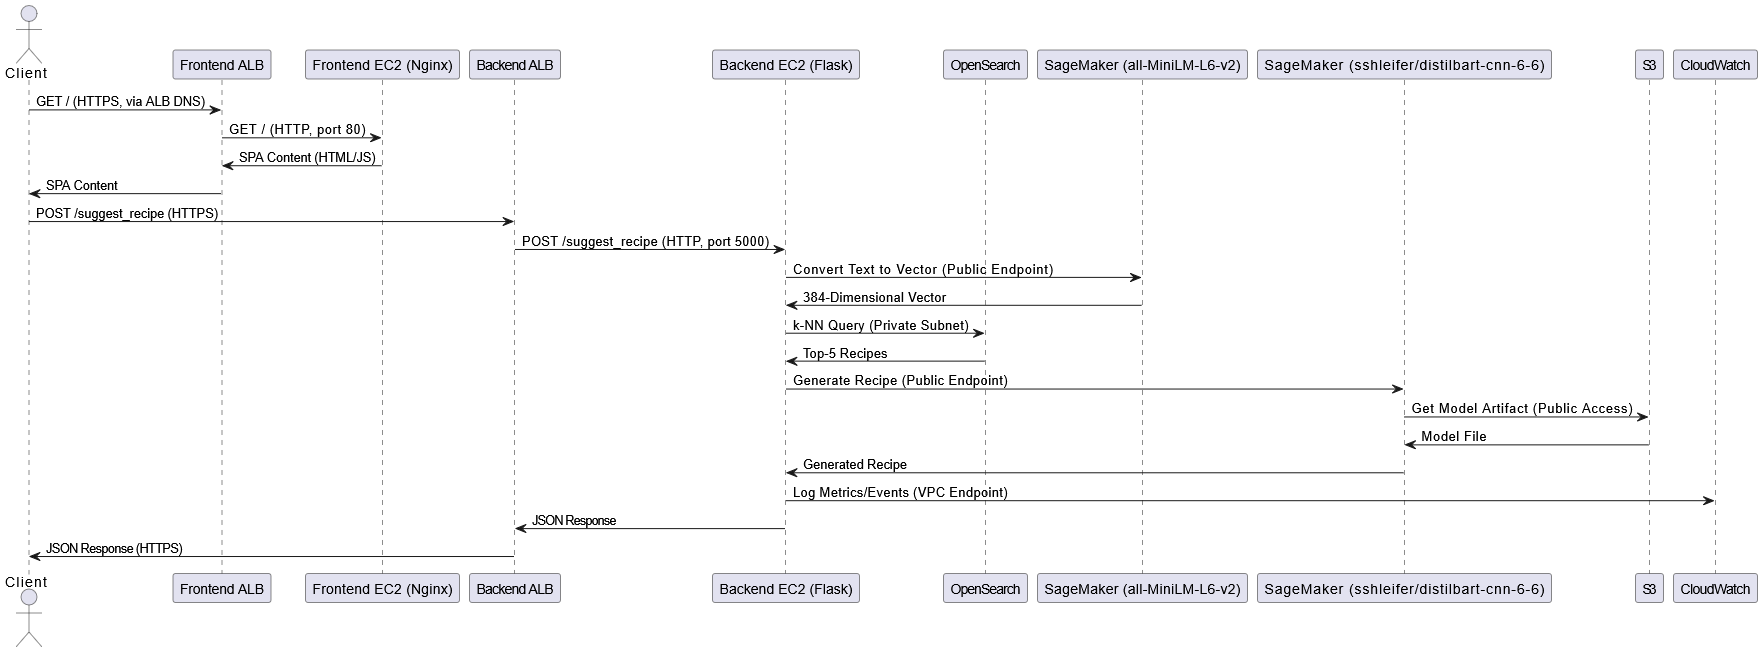 Client
Frontend ALB
Frontend EC2 (Nginx)
Backend ALB
Backend EC2 (Flask)
OpenSearch
SageMaker (all-MiniLM-L6-v2)
SageMaker (sshleifer/distilbart-cnn-6-6)
S3
CloudWatch
GET / (HTTPS, via ALB DNS)
GET / (HTTP, port 80)
SPA Content (HTML/JS)
SPA Content
POST /suggest_recipe (HTTPS)
POST /suggest_recipe (HTTP, port 5000)
Convert Text to Vector (Public Endpoint)
384-Dimensional Vector
k-NN Query (Private Subnet)
Top-5 Recipes
Generate Recipe (Public Endpoint)
Get Model Artifact (Public Access)
Model File
Generated Recipe
Log Metrics/Events (VPC Endpoint)
JSON Response
JSON Response (HTTPS)
Client
Frontend ALB
Frontend EC2 (Nginx)
Backend ALB
Backend EC2 (Flask)
OpenSearch
SageMaker (all-MiniLM-L6-v2)
SageMaker (sshleifer/distilbart-cnn-6-6)
S3
CloudWatch